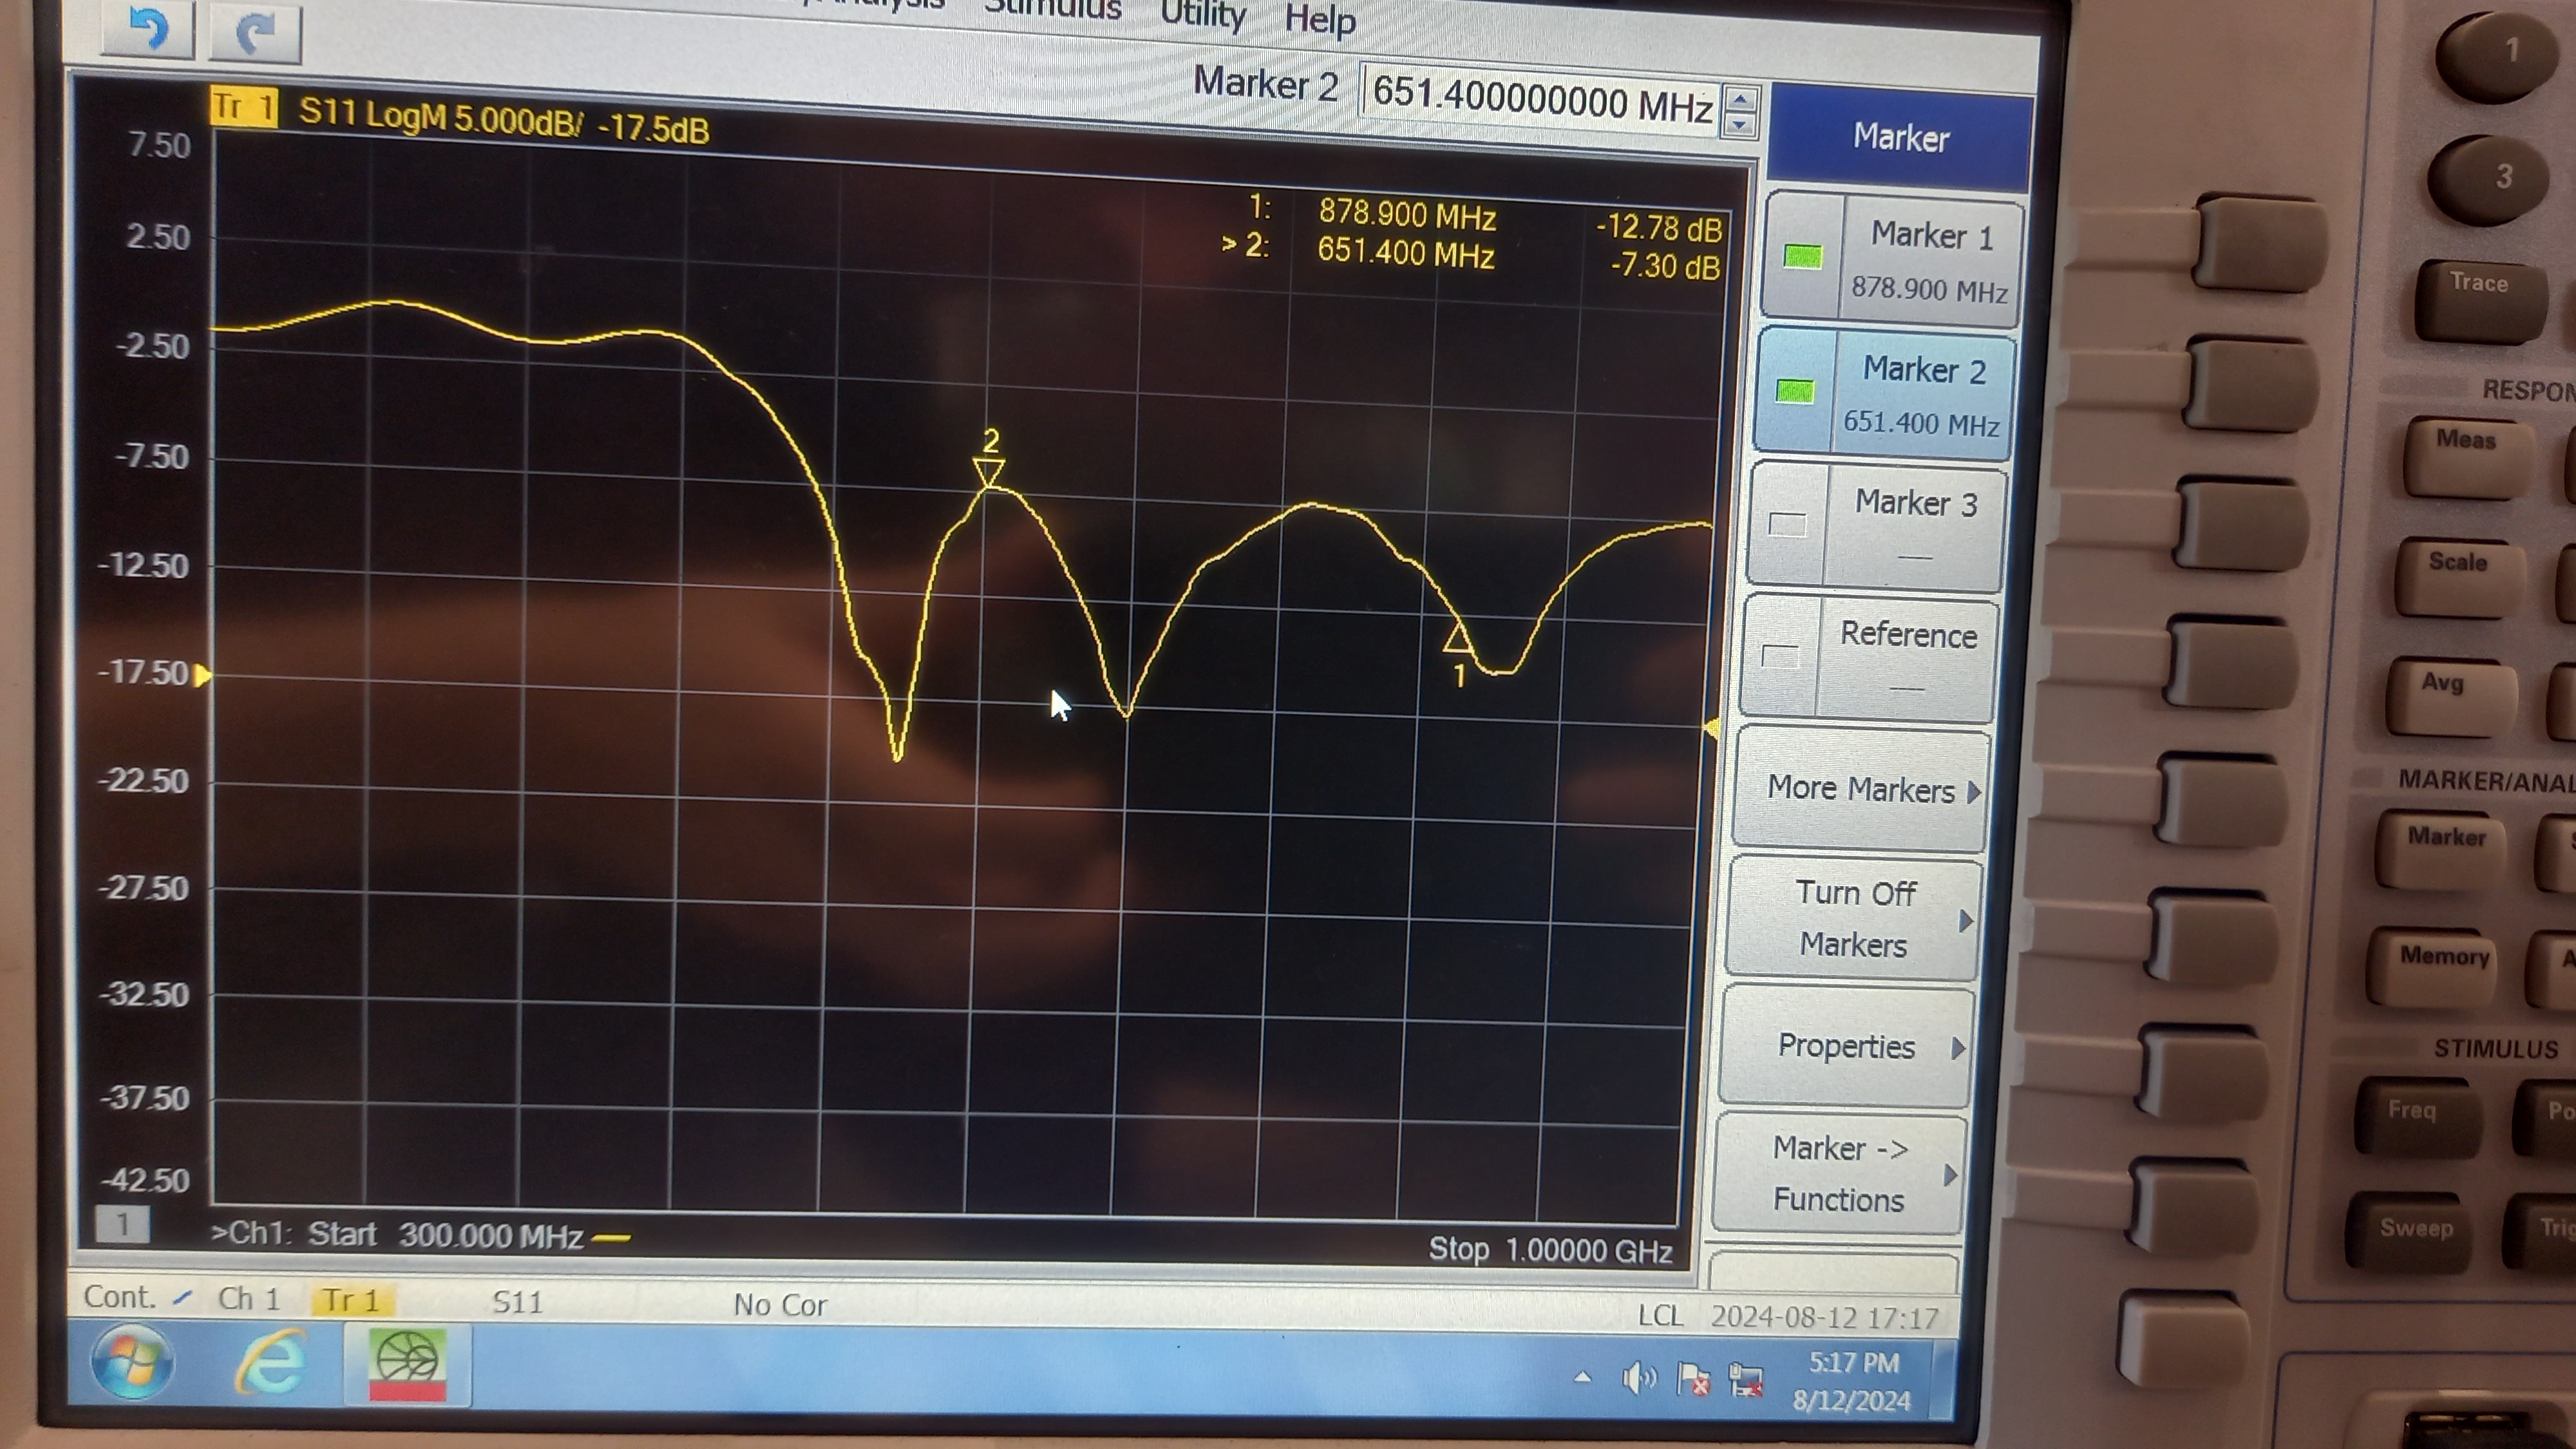 Stimulus Utility Help
Marker 2 651.400000000 MHz
Tr 1 S11 LogM 5.000dB/ -17.5dB
7.50
2.50
-2.50
-7.50
-12.50
-17.50
-22.50
-27.50
-32.50
-37.50
-42.50
1: 878.900 MHz -12.78 dB
> 2: 651.400 MHz -7.30 dB
2
1
1 >Ch1: Start 300.000 MHz
Stop 1.00000 GHz
Cont. Ch 1 Tr 1 S11 No Cor LCL 2024-08-12 17:17
5:17 PM
8/12/2024
Marker
Marker 1
878.900 MHz
Marker 2
651.400 MHz
Marker 3
Reference
More Markers
Turn Off
Markers
Properties
Marker ->
Functions
1
3
Trace
RESPON
Meas
Scale
Avg
MARKER/ANAL
Marker
Memory
STIMULUS
Freq
Po
Sweep
Trig